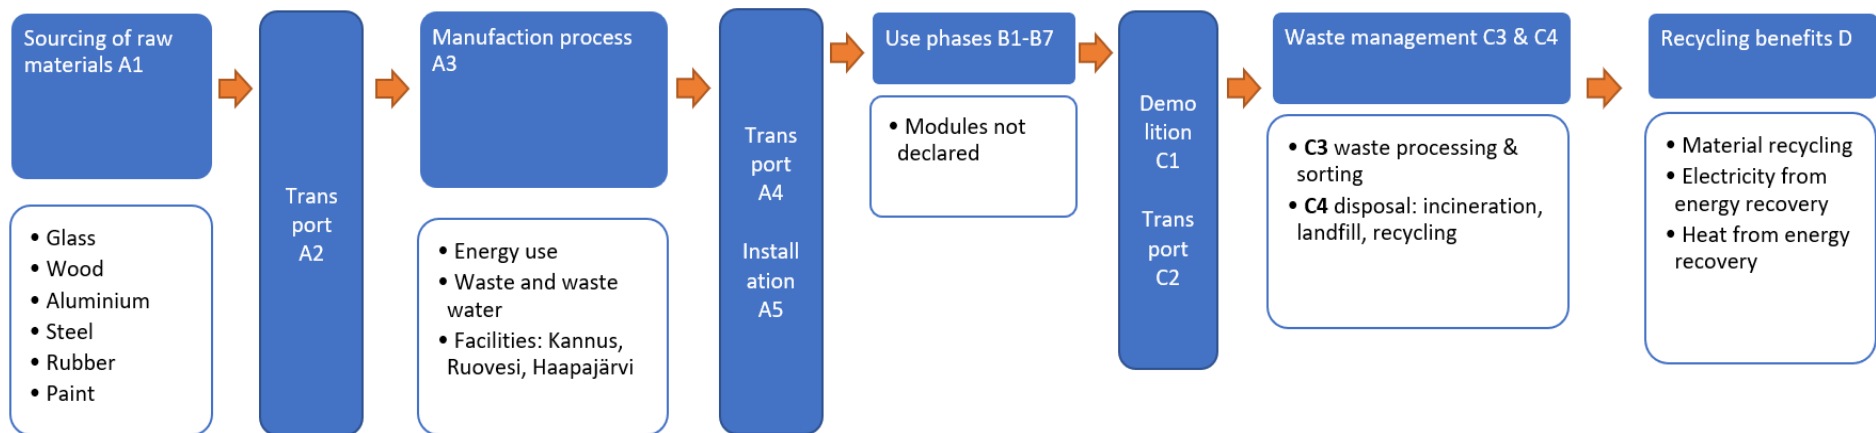 Sourcing of raw
materials A1
• Glass
• Wood
• Aluminium
• Steel
• Rubber
• Paint
Trans
port
A2
Manufaction process
A3
• Energy use
• Waste and waste
water
• Facilities: Kannus,
Ruovesi, Haapajärvi
Trans
port
A4
Install
ation
A5
Use phases B1-B7
• Modules not
declared
Demo
lition
C1
Trans
port
C2
Waste management C3 & C4
• C3 waste processing &
sorting
• C4 disposal: incineration,
landfill, recycling
Recycling benefits D
• Material recycling
• Electricity from
energy recovery
• Heat from energy
recovery